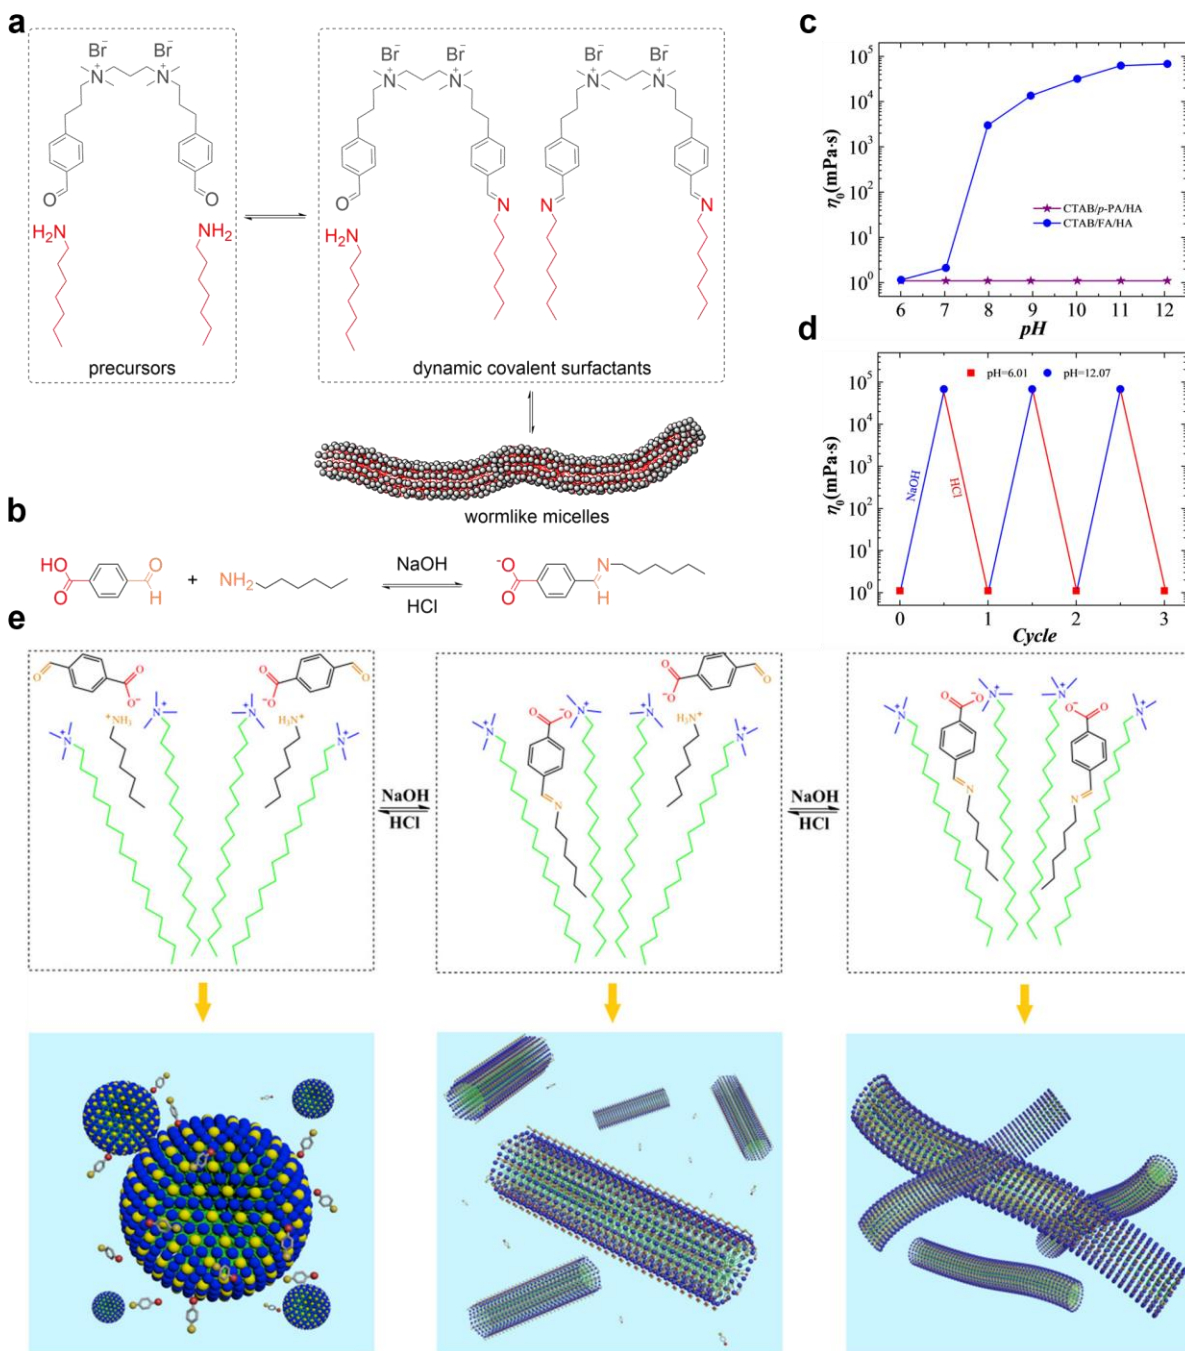 a
Br⁻ Br⁻
N⁺ N⁺
O O
H₂N NH₂
precursors
Br⁻ Br⁻ Br⁻ Br⁻
N⁺ N⁺ N⁺ N⁺
O N N N
H₂N
dynamic covalent surfactants
wormlike micelles
b
HO O O H
+
NH₂
NaOH
HCl
⁻O O N H
c
η₀(mPa·s)
10⁵
10⁴
10³
10²
10¹
10⁰
CTAB/p-PA/HA
CTAB/FA/HA
6 7 8 9 10 11 12
pH
d
η₀(mPa·s)
10⁵
10⁴
10³
10²
10¹
10⁰
pH=6.01 pH=12.07
NaOH
HCl
0 1 2 3
Cycle
e
O O O⁻ O O⁻ O
⁺NH₃ H₃N⁺
N⁺ N⁺ N⁺ N⁺
NaOH
HCl
O O⁻ O O⁻ O
H₃N⁺
N⁺ N⁺ N⁺ N⁺
N
NaOH
HCl
O O⁻ O⁻ O
N⁺ N⁺ N⁺ N⁺
N N